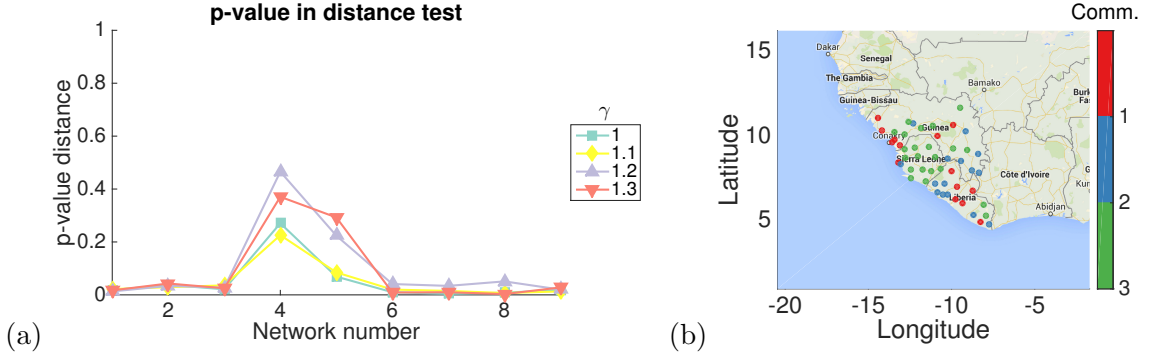 p-value in distance test
1
0.8
0.6
0.4
0.2
0
p-value distance
2 4 6 8
Network number
γ
1
1.1
1.2
1.3
(a)
Comm.
15
10
5
Latitude
-20 -15 -10 -5
Longitude
Dakar
Senegal
The Gambia
Bamako
Guinea-Bissau
Guinea
Conakry
Sierra Leone
Côte d'Ivoire
Liberia
Abidjan
Gu
Kum
1
2
3
(b)